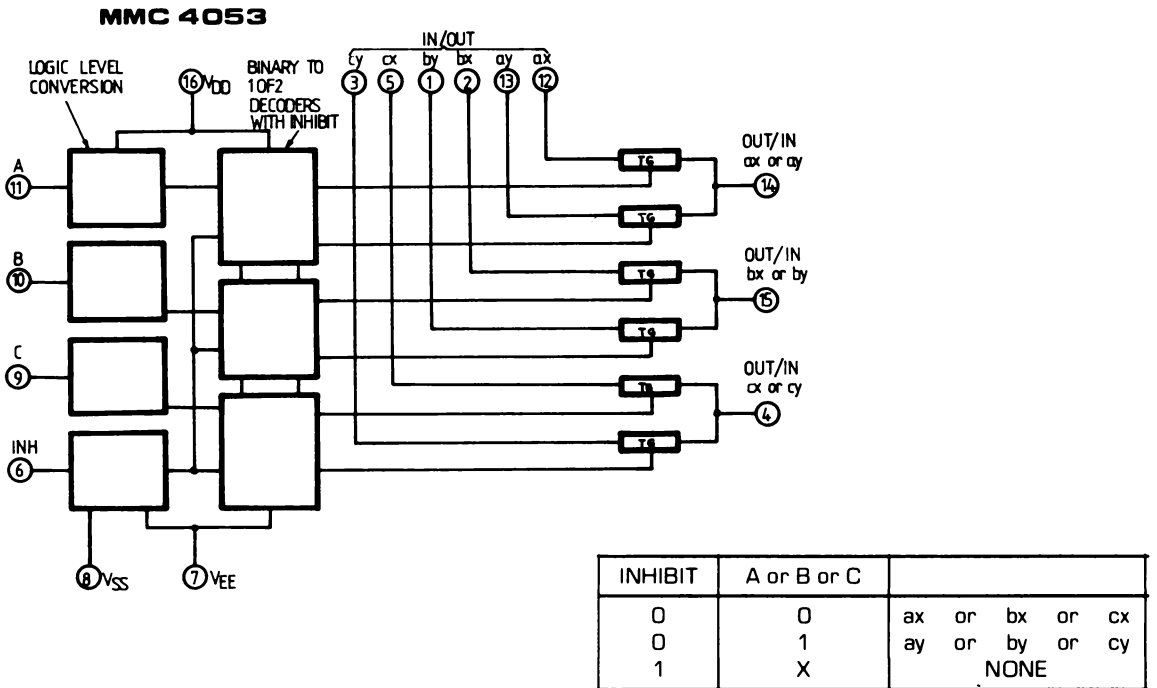 MMC 4053
IN/OUT
cy cx by bx ay ax
3 5 1 2 13 12
LOGIC LEVEL
CONVERSION
16 VDD
BINARY TO
1 OF 2
DECODERS
WITH INHIBIT
A
11
B
10
C
9
INH
6
8 VSS
7 VEE
TG
TG
TG
TG
TG
TG
OUT/IN
ax or ay
14
OUT/IN
bx or by
15
OUT/IN
cx or cy
4
INHIBIT A or B or C
0 0 ax or bx or cx
0 1 ay or by or cy
1 X NONE